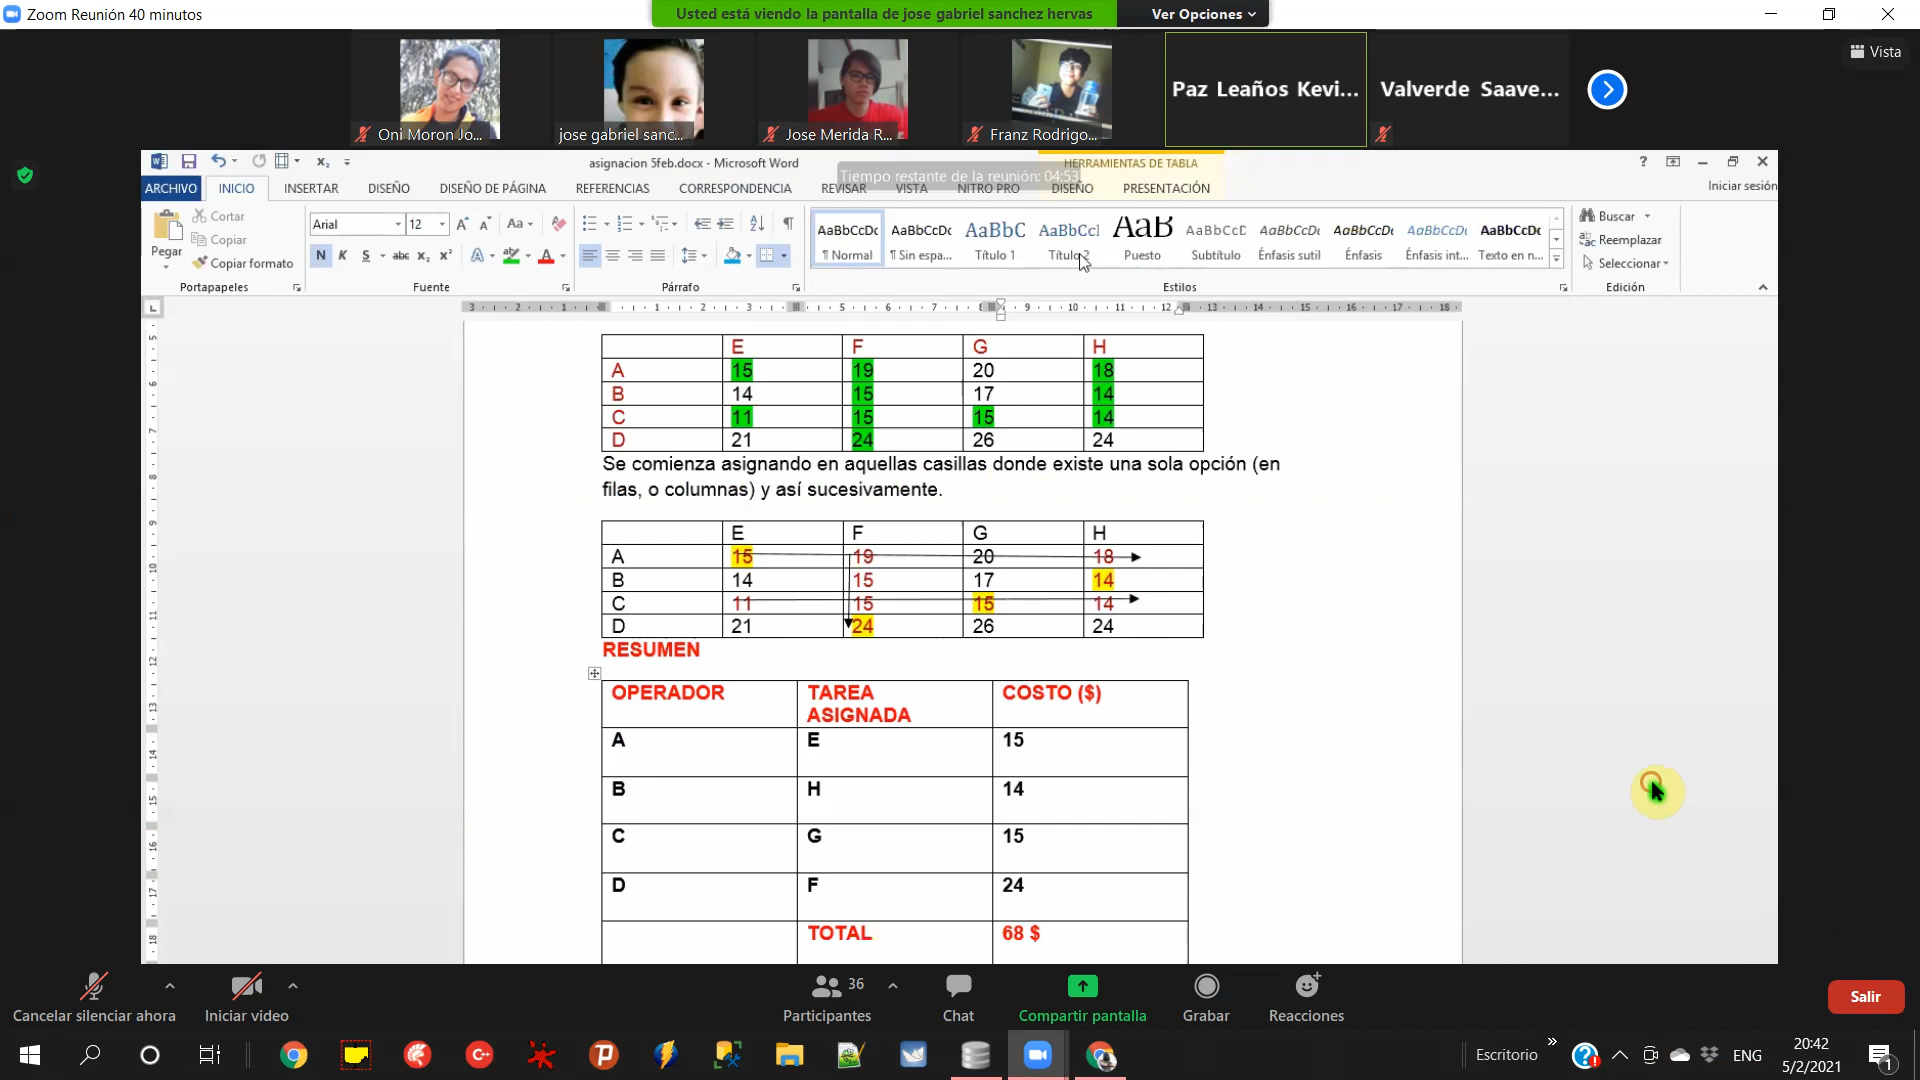 Zoom Reunión 40 minutos
Usted está viendo la pantalla de jose gabriel sanchez hervas
Ver Opciones
Vista
Oni Moron Jo...
jose gabriel sanc...
Jose Merida R...
Franz Rodrigo...
Paz Leaños Kevi...
Valverde Saave...
asignacion 5feb.docx - Microsoft Word
HERRAMIENTAS DE TABLA
Tiempo restante de la reunión: 04:53
ARCHIVO INICIO INSERTAR DISEÑO DISEÑO DE PÁGINA REFERENCIAS CORRESPONDENCIA REVISAR VISTA NITRO PRO DISEÑO PRESENTACIÓN
Iniciar sesión
Pegar
Cortar
Copiar
Copiar formato
Portapapeles
Arial 12
Fuente
Párrafo
AaBbCcDc AaBbCcDc AaBbC AaBbCcl AaB AaBbCcD AaBbCcDc AaBbCcDc AaBbCcDc AaBbCcDc
¶ Normal ¶ Sin espa... Título 1 Título 2 Puesto Subtítulo Énfasis sutil Énfasis Énfasis int... Texto en n...
Estilos
Buscar
Reemplazar
Seleccionar
Edición
E F G H
A 15 19 20 18
B 14 15 17 14
C 11 15 15 14
D 21 24 26 24
Se comienza asignando en aquellas casillas donde existe una sola opción (en
filas, o columnas) y así sucesivamente.
E F G H
A 15 19 20 18
B 14 15 17 14
C 11 15 15 14
D 21 24 26 24
RESUMEN
OPERADOR TAREA ASIGNADA COSTO ($)
A E 15
B H 14
C G 15
D F 24
TOTAL 68 $
Cancelar silenciar ahora
Iniciar video
36
Participantes
Chat
Compartir pantalla
Grabar
Reacciones
Salir
Escritorio
ENG
20:42
5/2/2021
1